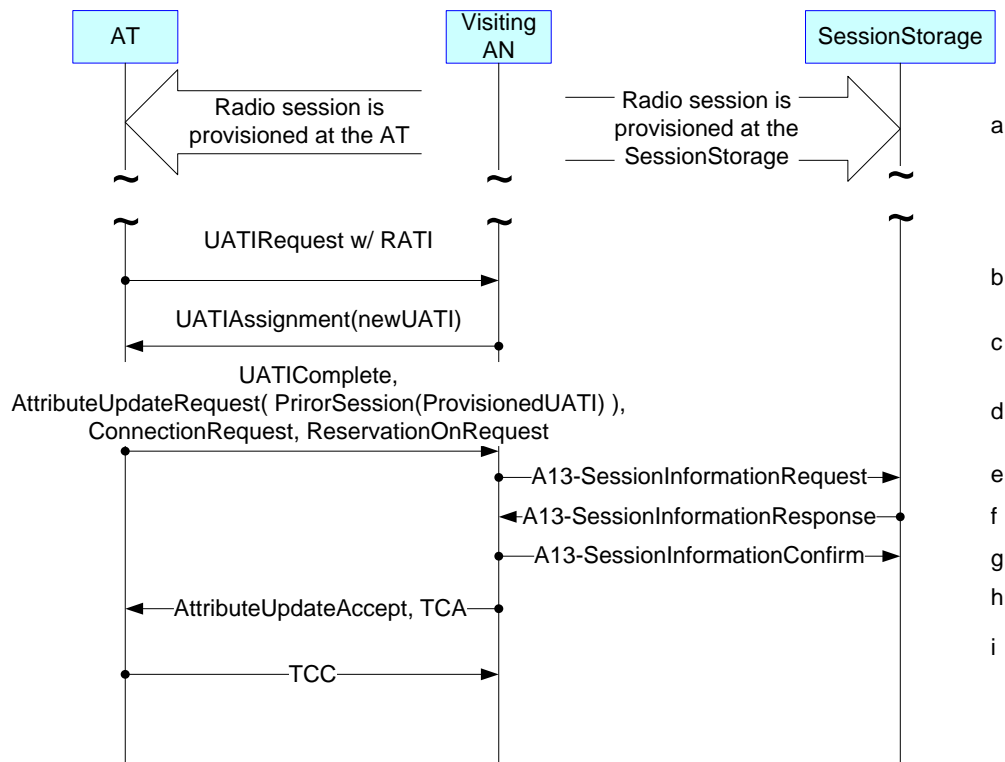 AT
Visiting
AN
SessionStorage
Radio session is
provisioned at the AT
Radio session is
provisioned at the
SessionStorage
a
~
~
~
~
~
~
UATIRequest w/ RATI
b
UATIAssignment(newUATI)
c
UATIComplete,
AttributeUpdateRequest( PrirorSession(ProvisionedUATI) ),
ConnectionRequest, ReservationOnRequest
d
A13-SessionInformationRequest
e
A13-SessionInformationResponse
f
A13-SessionInformationConfirm
g
AttributeUpdateAccept, TCA
h
i
TCC